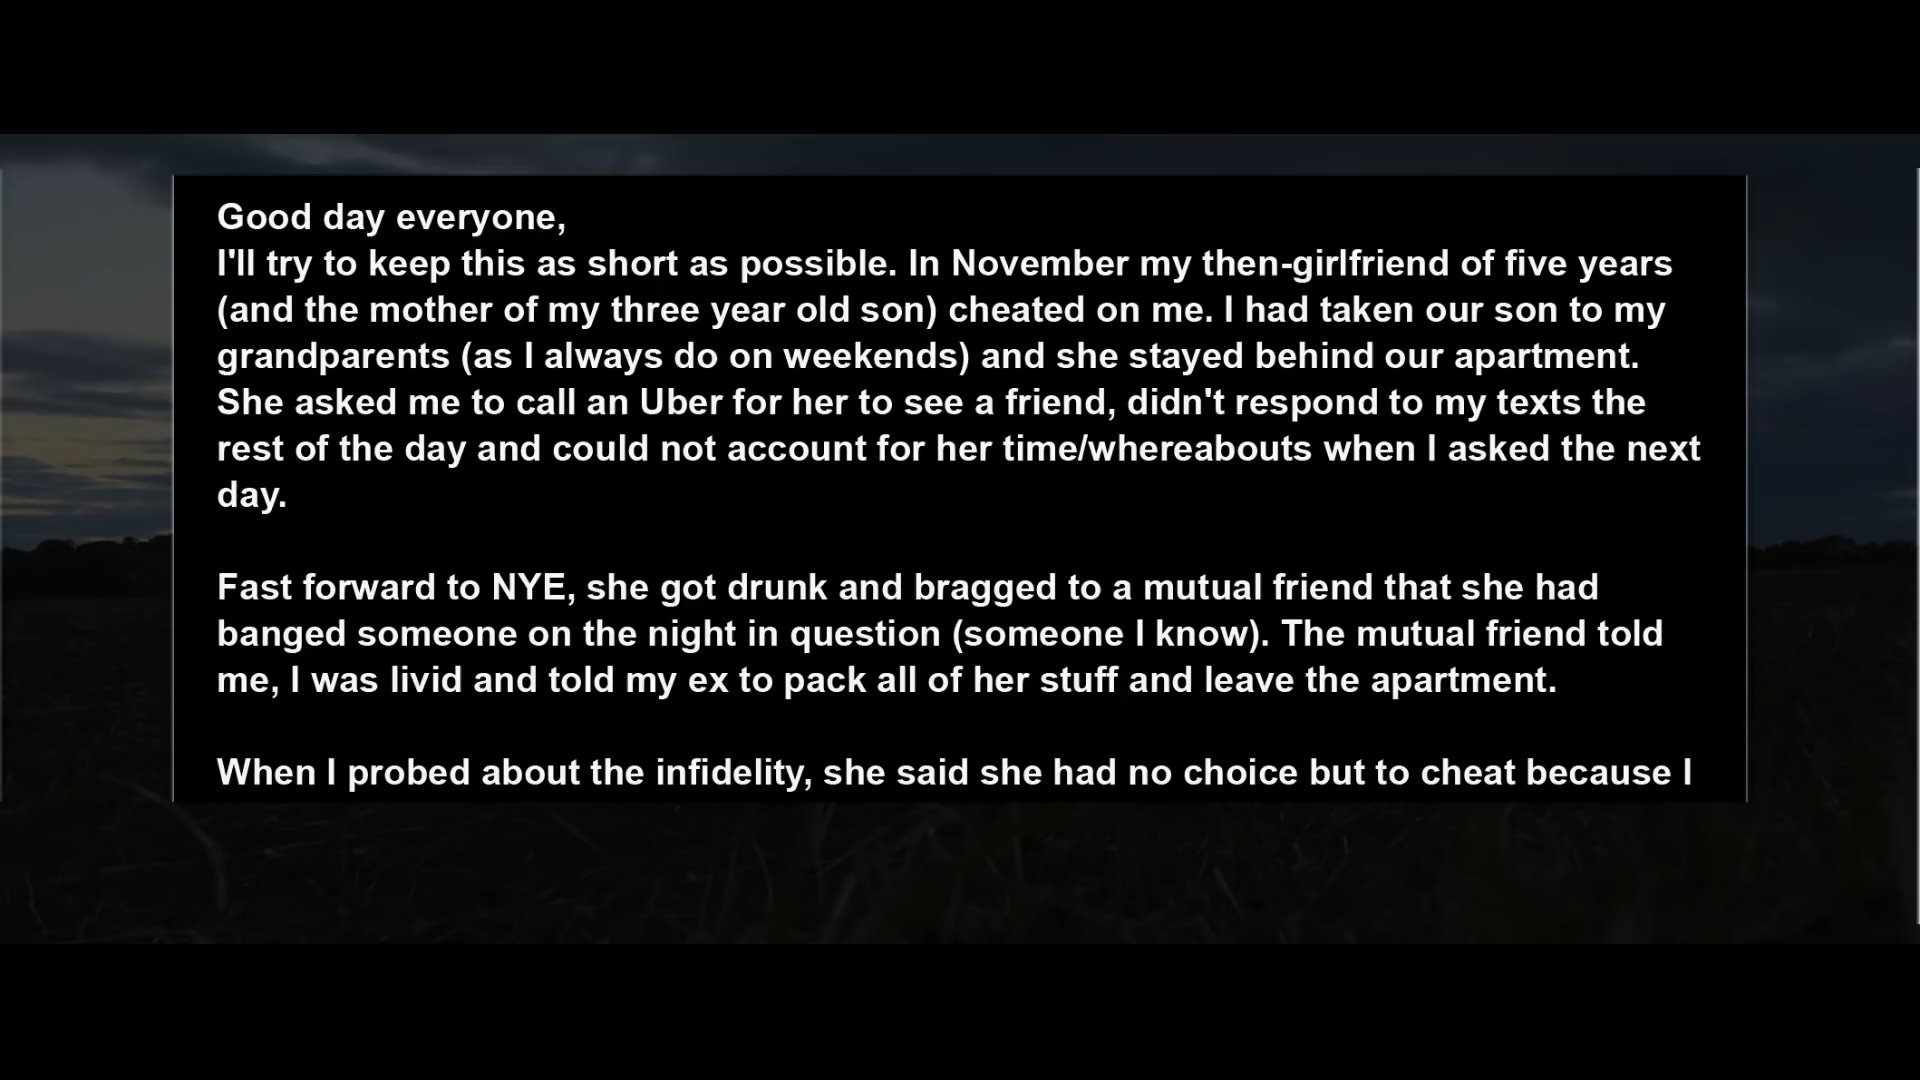 Good day everyone,
I'll try to keep this as short as possible. In November my then-girlfriend of five years
(and the mother of my three year old son) cheated on me. I had taken our son to my
grandparents (as I always do on weekends) and she stayed behind our apartment.
She asked me to call an Uber for her to see a friend, didn't respond to my texts the
rest of the day and could not account for her time/whereabouts when I asked the next
day.
Fast forward to NYE, she got drunk and bragged to a mutual friend that she had
banged someone on the night in question (someone I know). The mutual friend told
me, I was livid and told my ex to pack all of her stuff and leave the apartment.
When I probed about the infidelity, she said she had no choice but to cheat because I